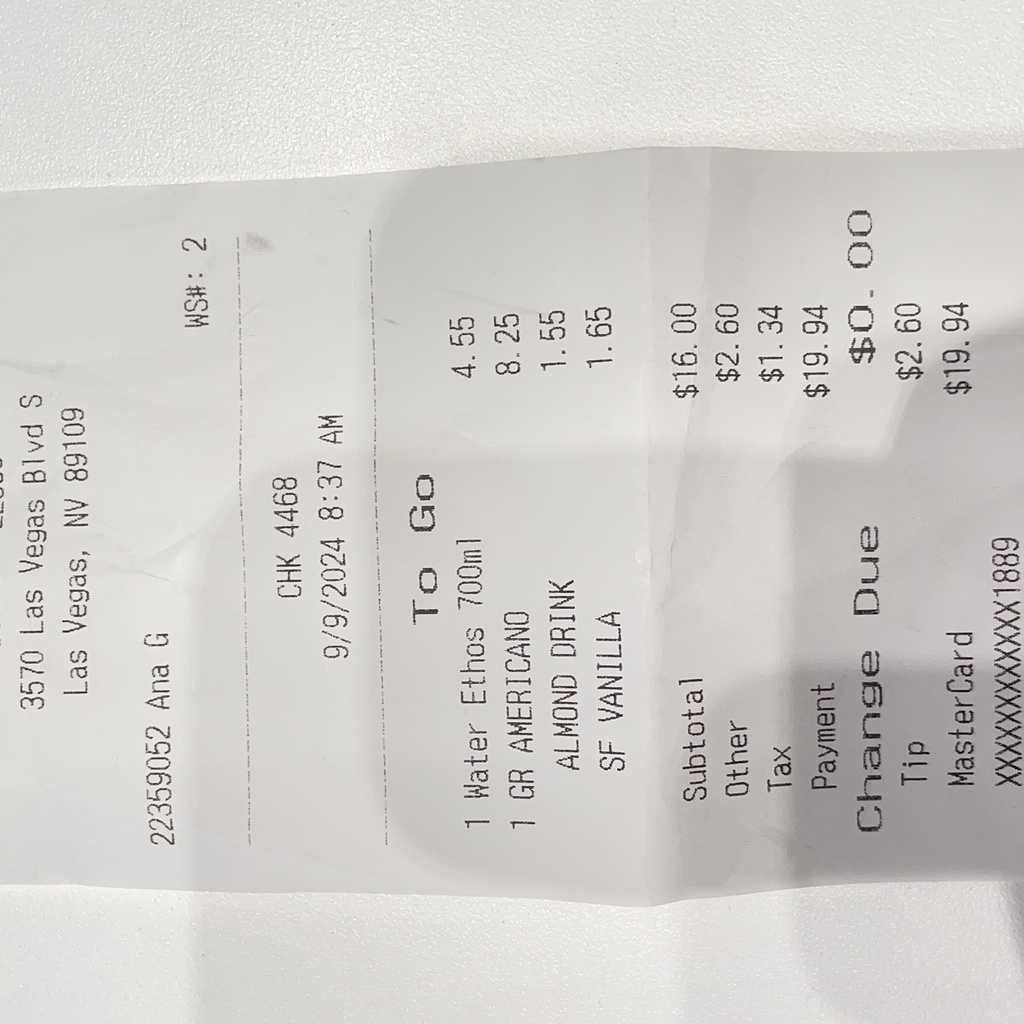 3570 Las Vegas Blvd S
Las Vegas, NV 89109
22359052 Ana G
WS#: 2
CHK 4468
9/9/2024 8:37 AM
To Go
1 Water Ethos 700ml 4.55
1 GR AMERICANO 8.25
ALMOND DRINK 1.55
SF VANILLA 1.65
Subtotal $16.00
Other $2.60
Tax $1.34
Payment $19.94
Change Due $0.00
Tip $2.60
MasterCard $19.94
XXXXXXXXXXXX1889